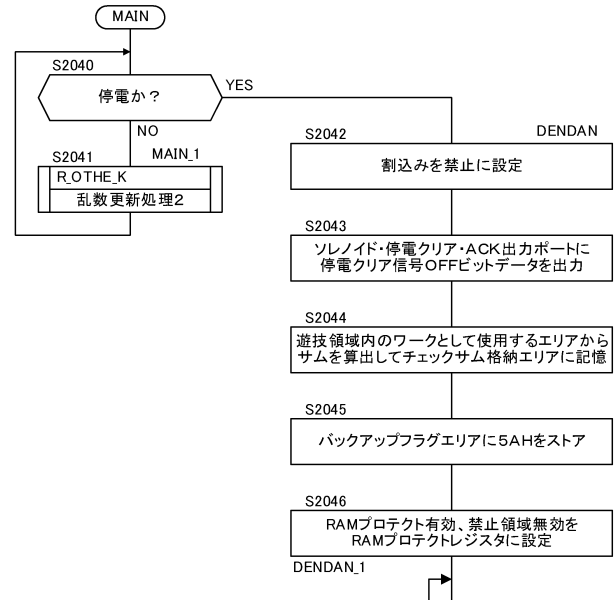 MAIN
S2040
停電か？
YES
NO
S2041
MAIN_1
R_OTHE_K
乱数更新処理２
S2042
DENDAN
割込みを禁止に設定
S2043
ソレノイド・停電クリア・ACK出力ポートに
停電クリア信号OFFビットデータを出力
S2044
遊技領域内のワークとして使用するエリアから
サムを算出してチェックサム格納エリアに記憶
S2045
バックアップフラグエリアに５AHをストア
S2046
RAMプロテクト有効、禁止領域無効を
RAMプロテクトレジスタに設定
DENDAN_1